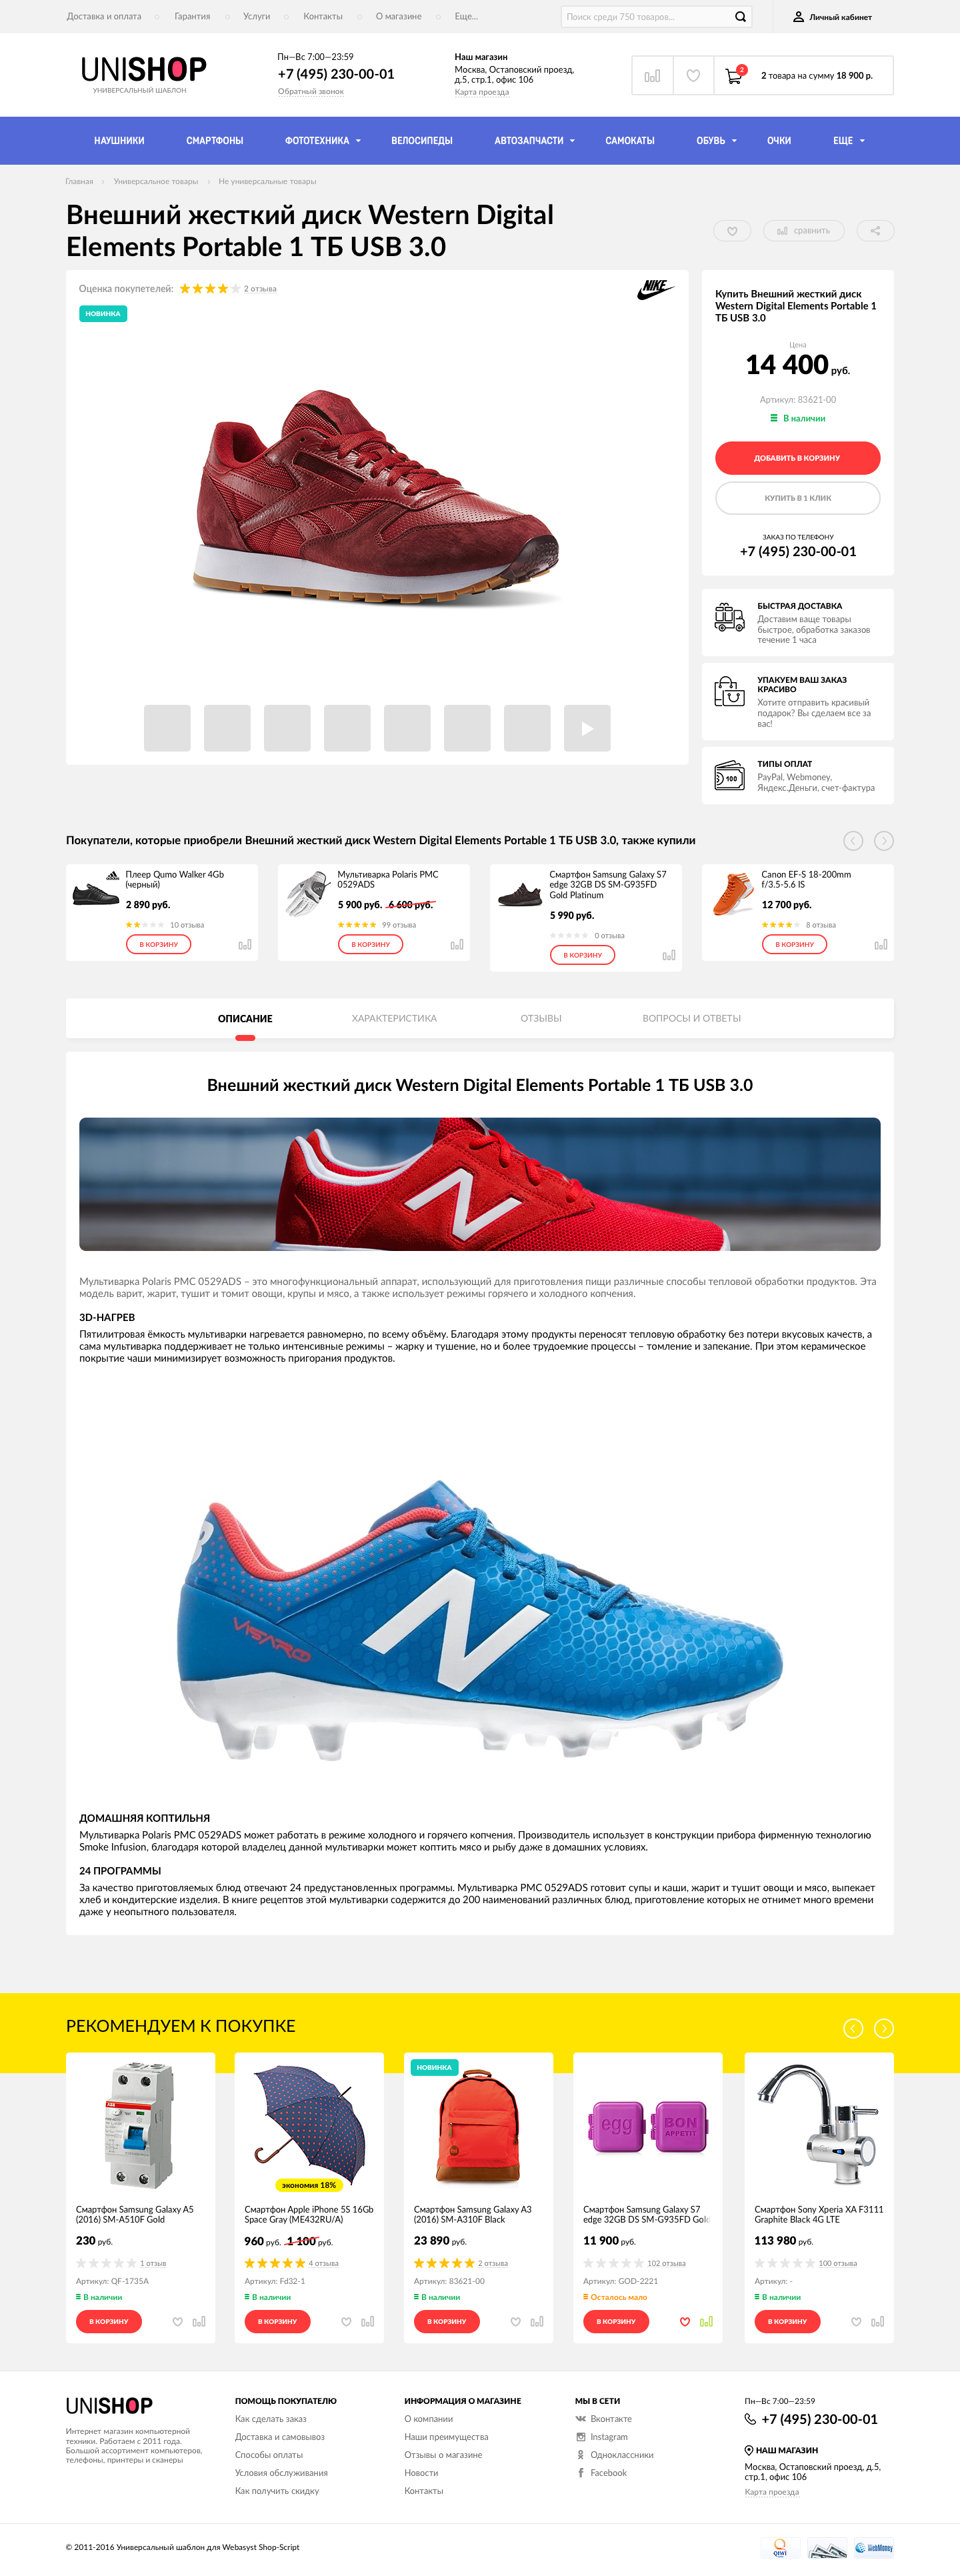 Доставка и оплата
Гарантия
Услуги
Контакты
О магазине
Еще...
Поиск среди 750 товаров...
Личный кабинет
UNISHOP
УНИВЕРСАЛЬНЫЙ ШАБЛОН
Пн—Вс 7:00—23:59
+7 (495) 230-00-01
Обратный звонок
Наш магазин
Москва, Остаповский проезд,
д.5, стр.1, офис 106
Карта проезда
2
2 товара на сумму 18 900 р.
НАУШНИКИ
СМАРТФОНЫ
ФОТОТЕХНИКА
ВЕЛОСИПЕДЫ
АВТОЗАПЧАСТИ
САМОКАТЫ
ОБУВЬ
ОЧКИ
ЕЩЕ
Главная
Универсальное товары
Не универсальные товары
Внешний жесткий диск Western Digital
Elements Portable 1 ТБ USB 3.0
сравнить
Оценка покупетелей:
2 отзыва
NIKE
НОВИНКА
Купить Внешний жесткий диск
Western Digital Elements Portable 1
ТБ USB 3.0
Цена
14 400 руб.
Артикул: 83621-00
В наличии
ДОБАВИТЬ В КОРЗИНУ
КУПИТЬ В 1 КЛИК
ЗАКАЗ ПО ТЕЛЕФОНУ
+7 (495) 230-00-01
БЫСТРАЯ ДОСТАВКА
Доставим ваще товары
быстрое, обработка заказов
течение 1 часа
УПАКУЕМ ВАШ ЗАКАЗ
КРАСИВО
Хотите отправить красивый
подарок? Вы сделаем все за
вас!
100
ТИПЫ ОПЛАТ
PayPal, Webmoney,
Яндекс.Деньги, счет-фактура
Покупатели, которые приобрели Внешний жесткий диск Western Digital Elements Portable 1 ТБ USB 3.0, также купили
Плеер Qumo Walker 4Gb
(черный)
2 890 руб.
10 отзыва
В КОРЗИНУ
Мультиварка Polaris PMC
0529ADS
5 900 руб. 6 600 руб.
99 отзыва
В КОРЗИНУ
Смартфон Samsung Galaxy S7
edge 32GB DS SM-G935FD
Gold Platinum
5 990 руб.
0 отзыва
В КОРЗИНУ
Canon EF-S 18-200mm
f/3.5-5.6 IS
12 700 руб.
8 отзыва
В КОРЗИНУ
ОПИСАНИЕ
ХАРАКТЕРИСТИКА
ОТЗЫВЫ
ВОПРОСЫ И ОТВЕТЫ
Внешний жесткий диск Western Digital Elements Portable 1 ТБ USB 3.0
Мультиварка Polaris PMC 0529ADS – это многофункциональный аппарат, использующий для приготовления пищи различные способы тепловой обработки продуктов. Эта
модель варит, жарит, тушит и томит овощи, крупы и мясо, а также использует режимы горячего и холодного копчения.
3D-НАГРЕВ
Пятилитровая ёмкость мультиварки нагревается равномерно, по всему объёму. Благодаря этому продукты переносят тепловую обработку без потери вкусовых качеств, а
сама мультиварка поддерживает не только интенсивные режимы – жарку и тушение, но и более трудоемкие процессы – томление и запекание. При этом керамическое
покрытие чаши минимизирует возможность пригорания продуктов.
VISARO
ДОМАШНЯЯ КОПТИЛЬНЯ
Мультиварка Polaris PMC 0529ADS может работать в режиме холодного и горячего копчения. Производитель использует в конструкции прибора фирменную технологию
Smoke Infusion, благодаря которой владелец данной мультиварки может коптить мясо и рыбу даже в домашних условиях.
24 ПРОГРАММЫ
За качество приготовляемых блюд отвечают 24 предустановленных программы. Мультиварка PMC 0529ADS готовит супы и каши, жарит и тушит овощи и мясо, выпекает
хлеб и кондитерские изделия. В книге рецептов этой мультиварки содержится до 200 наименований различных блюд, приготовление которых не отнимет много времени
даже у неопытного пользователя.
РЕКОМЕНДУЕМ К ПОКУПКЕ
ABB
Смартфон Samsung Galaxy A5
(2016) SM-A510F Gold
230 руб.
1 отзыв
Артикул: QF-1735A
В наличии
В КОРЗИНУ
экономия 18%
Смартфон Apple iPhone 5S 16Gb
Space Gray (ME432RU/A)
960 руб. 1 100 руб.
4 отзыва
Артикул: Fd32-1
В наличии
В КОРЗИНУ
НОВИНКА
Смартфон Samsung Galaxy A3
(2016) SM-A310F Black
23 890 руб.
2 отзыва
Артикул: 83621-00
В наличии
В КОРЗИНУ
egg
BON
APPETIT
Смартфон Samsung Galaxy S7
edge 32GB DS SM-G935FD Gold
11 900 руб.
102 отзыва
Артикул: GOD-2221
Осталось мало
В КОРЗИНУ
Смартфон Sony Xperia XA F3111
Graphite Black 4G LTE
113 980 руб.
100 отзыва
Артикул: -
В наличии
В КОРЗИНУ
UNISHOP
Интернет магазин компьютерной
техники. Работаем с 2011 года.
Большой ассортимент компьютеров,
телефоны, принтеры и сканеры
ПОМОЩЬ ПОКУПАТЕЛЮ
Как сделать заказ
Доставка и самовывоз
Способы оплаты
Условия обслуживания
Как получить скидку
ИНФОРМАЦИЯ О МАГАЗИНЕ
О компании
Наши преимущества
Отзывы о магазине
Новости
Контакты
МЫ В СЕТИ
Вконтакте
Instagram
Одноклассники
Facebook
Пн—Вс 7:00—23:59
+7 (495) 230-00-01
НАШ МАГАЗИН
Москва, Остаповский проезд, д.5,
стр.1, офис 106
Карта проезда
© 2011-2016 Универсальный шаблон для Webasyst Shop-Script
QIWI
WebMoney